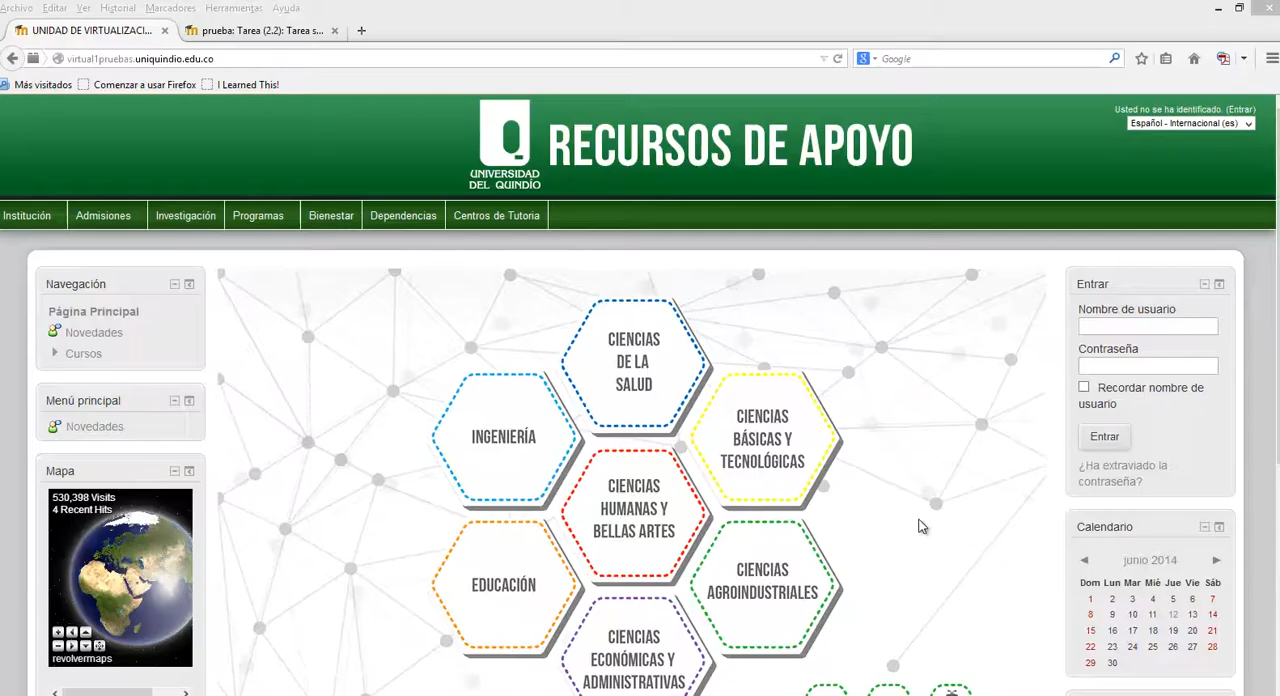 Archivo Editar Ver Historial Marcadores Herramientas Ayuda
UNIDAD DE VIRTUALIZACI... × prueba: Tarea (2.2): Tarea s... × +
virtual1pruebas.uniquindio.edu.co
Google
Más visitados Comenzar a usar Firefox I Learned This!
UNIVERSIDAD
DEL QUINDÍO
RECURSOS DE APOYO
Usted no se ha identificado. (Entrar)
Español - Internacional (es)
Institución Admisiones Investigación Programas Bienestar Dependencias Centros de Tutoria
Navegación
Página Principal
Novedades
Cursos
Menú principal
Novedades
Mapa
530,398 Visits
4 Recent Hits
revolvermaps
CIENCIAS
DE LA
SALUD
INGENIERÍA
CIENCIAS
BÁSICAS Y
TECNOLÓGICAS
CIENCIAS
HUMANAS Y
BELLAS ARTES
EDUCACIÓN
CIENCIAS
AGROINDUSTRIALES
CIENCIAS
ECONÓMICAS Y
ADMINISTRATIVAS
Entrar
Nombre de usuario
Contraseña
Recordar nombre de
usuario
Entrar
¿Ha extraviado la
contraseña?
Calendario
junio 2014
Dom Lun Mar Mié Jue Vie Sáb
1 2 3 4 5 6 7
8 9 10 11 12 13 14
15 16 17 18 19 20 21
22 23 24 25 26 27 28
29 30